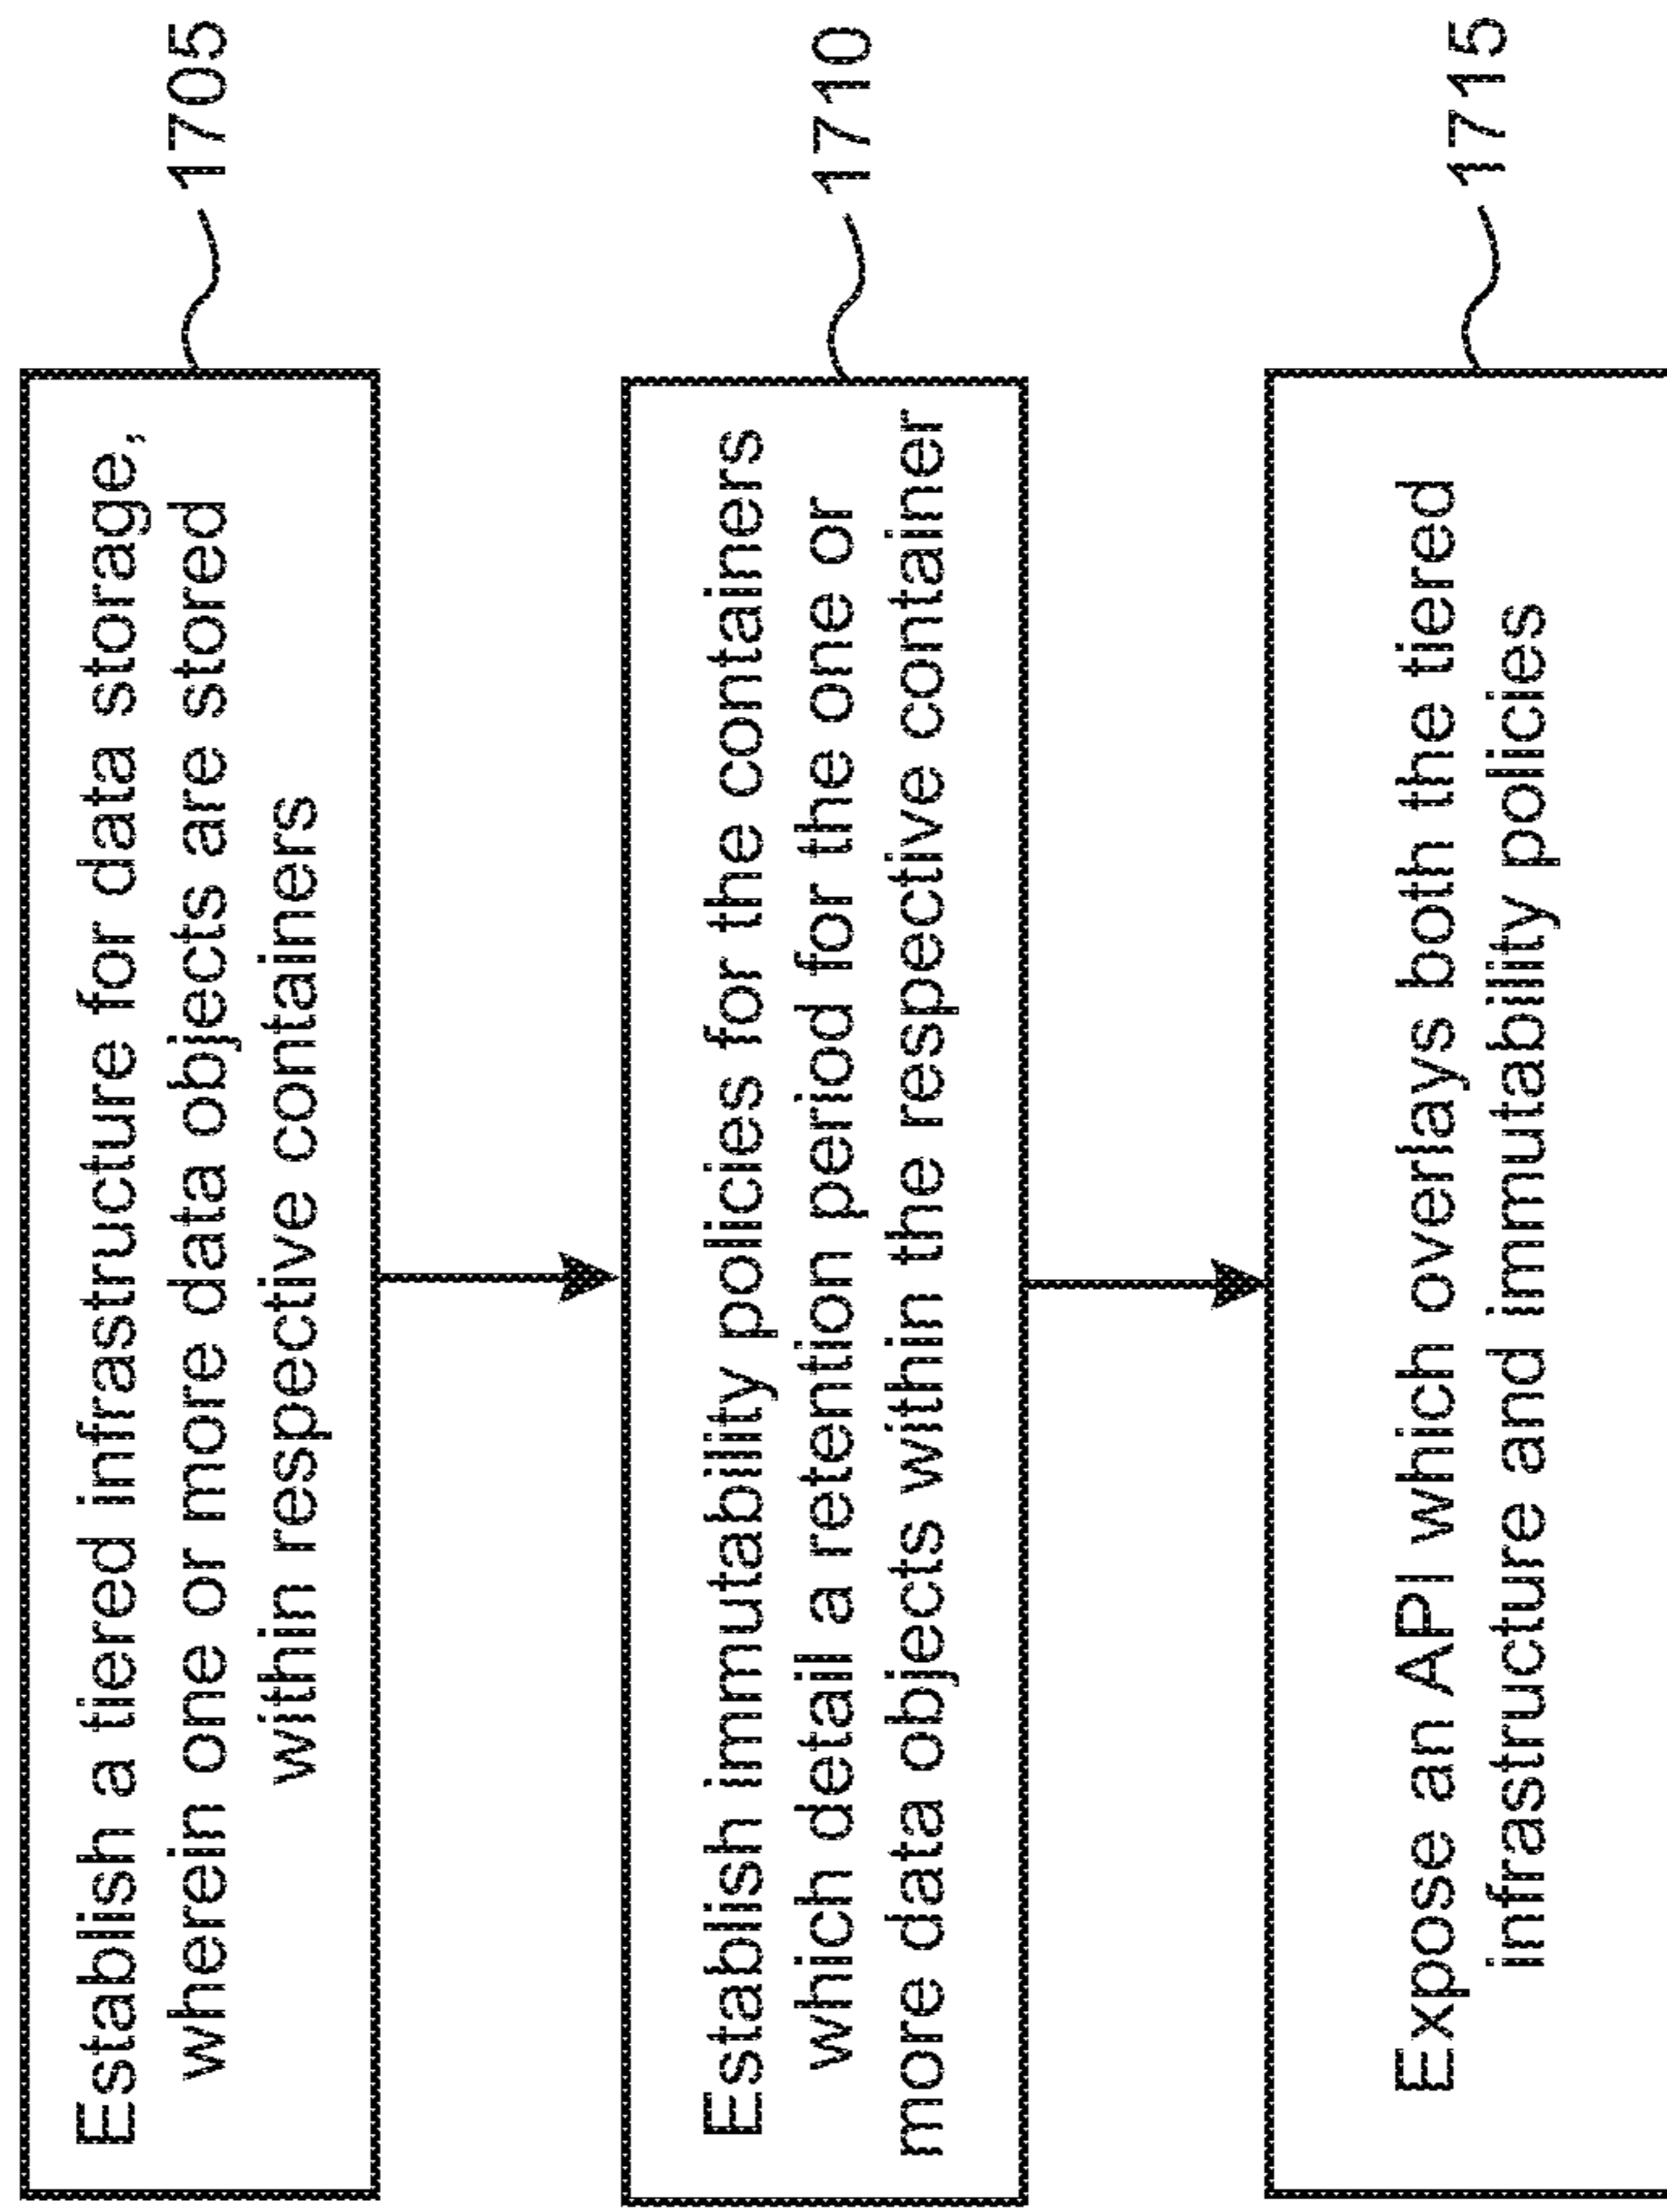 Establish a tiered infrastructure for data storage,
wherein one or more data objects are stored
within respective containers
1705
Establish immutability policies for the containers
which detail a retention period for the one or
more data objects within the respective container
1710
Expose an API which overlays both the tiered
infrastructure and immutability policies
1715